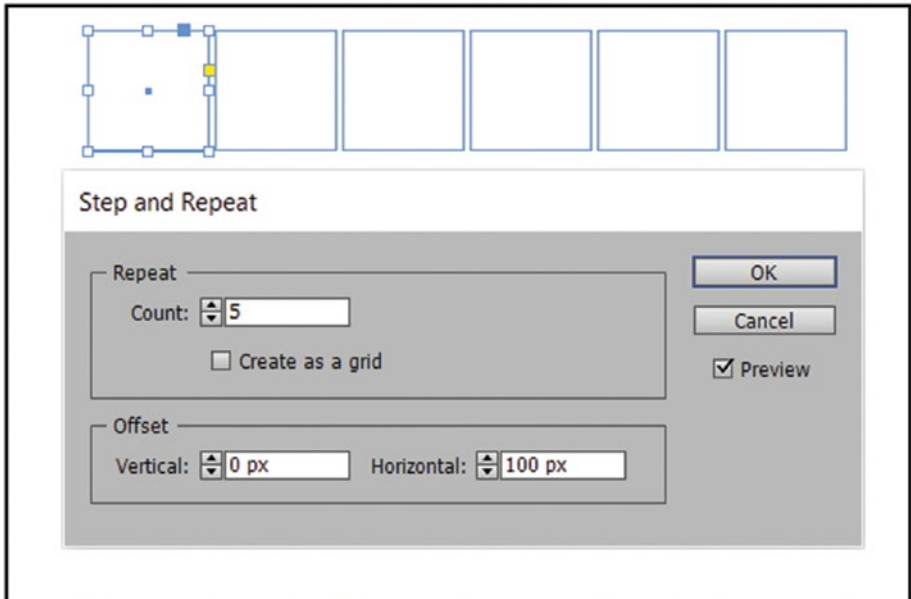 Step and Repeat
Repeat
OK
Count: 5
Cancel
Create as a grid
Preview
Offset
Vertical: 0 px Horizontal: 100 px